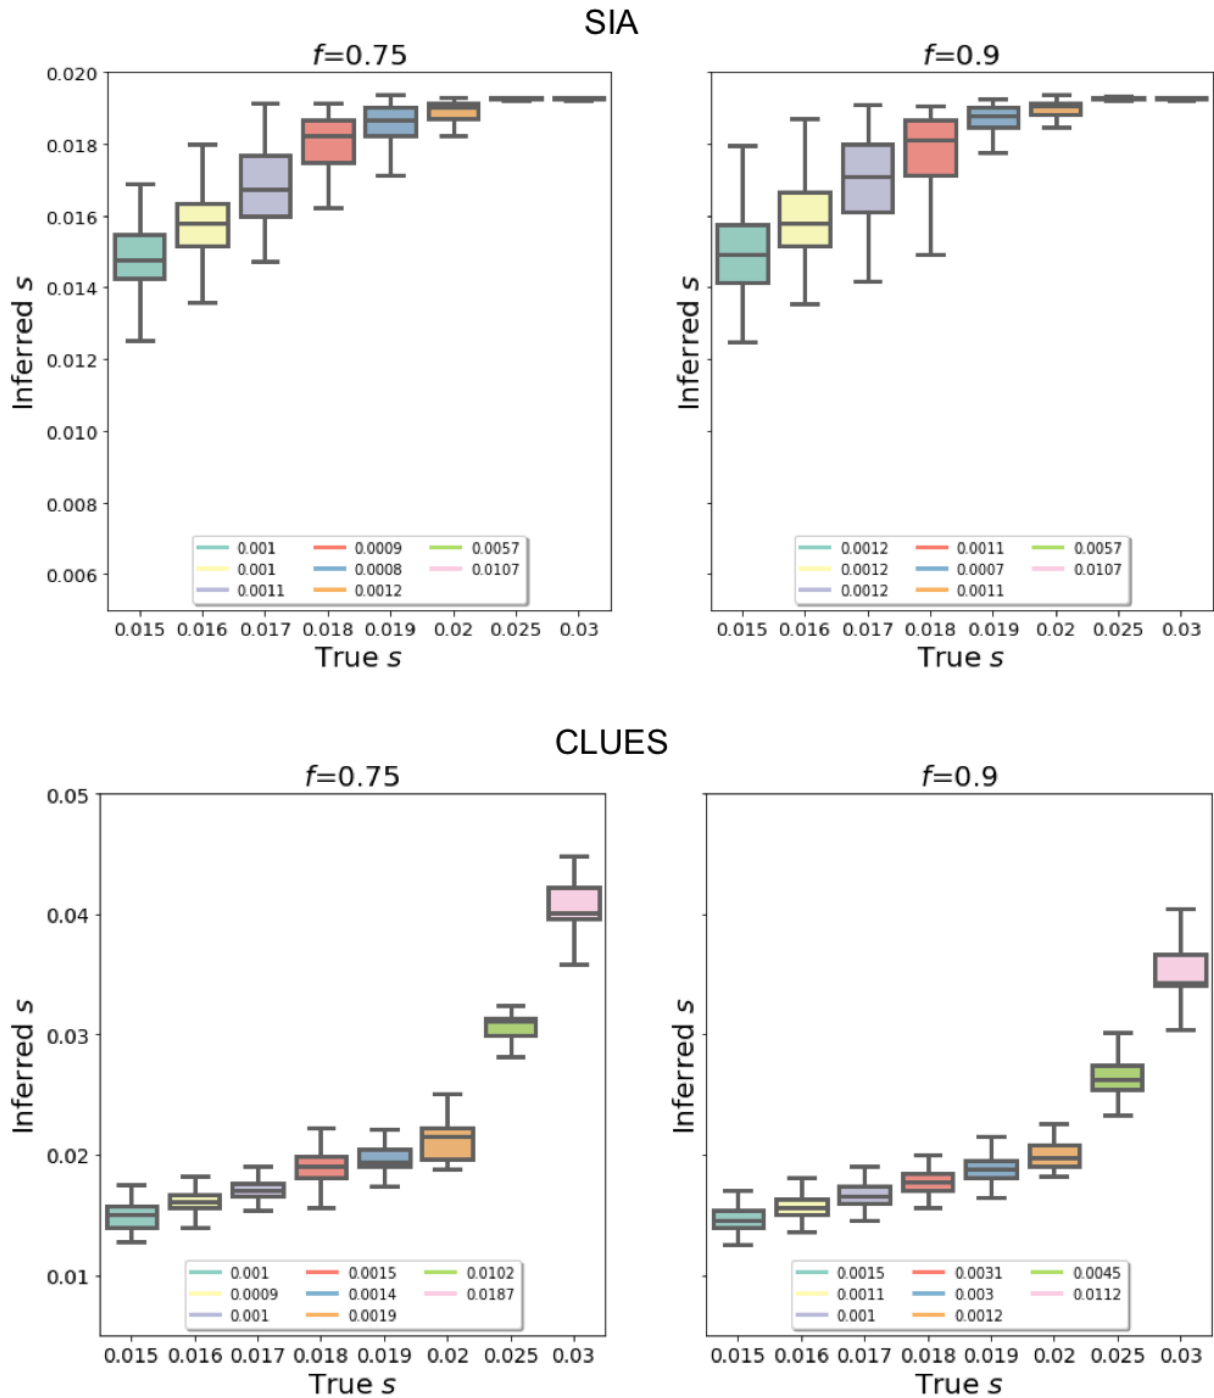 SIA
f=0.75
f=0.9
Inferred s
Inferred s
0.020
0.018
0.016
0.014
0.012
0.010
0.008
0.006
0.001 0.0009 0.0057
0.001 0.0008 0.0107
0.0011 0.0012
0.0012 0.0011 0.0057
0.0012 0.0007 0.0107
0.0012 0.0011
0.015 0.016 0.017 0.018 0.019 0.02 0.025 0.03
0.015 0.016 0.017 0.018 0.019 0.02 0.025 0.03
True s
True s
CLUES
f=0.75
f=0.9
Inferred s
Inferred s
0.05
0.04
0.03
0.02
0.01
0.001 0.0015 0.0102
0.0009 0.0014 0.0187
0.001 0.0019
0.0015 0.0031 0.0045
0.0011 0.003 0.0112
0.001 0.0012
0.015 0.016 0.017 0.018 0.019 0.02 0.025 0.03
0.015 0.016 0.017 0.018 0.019 0.02 0.025 0.03
True s
True s